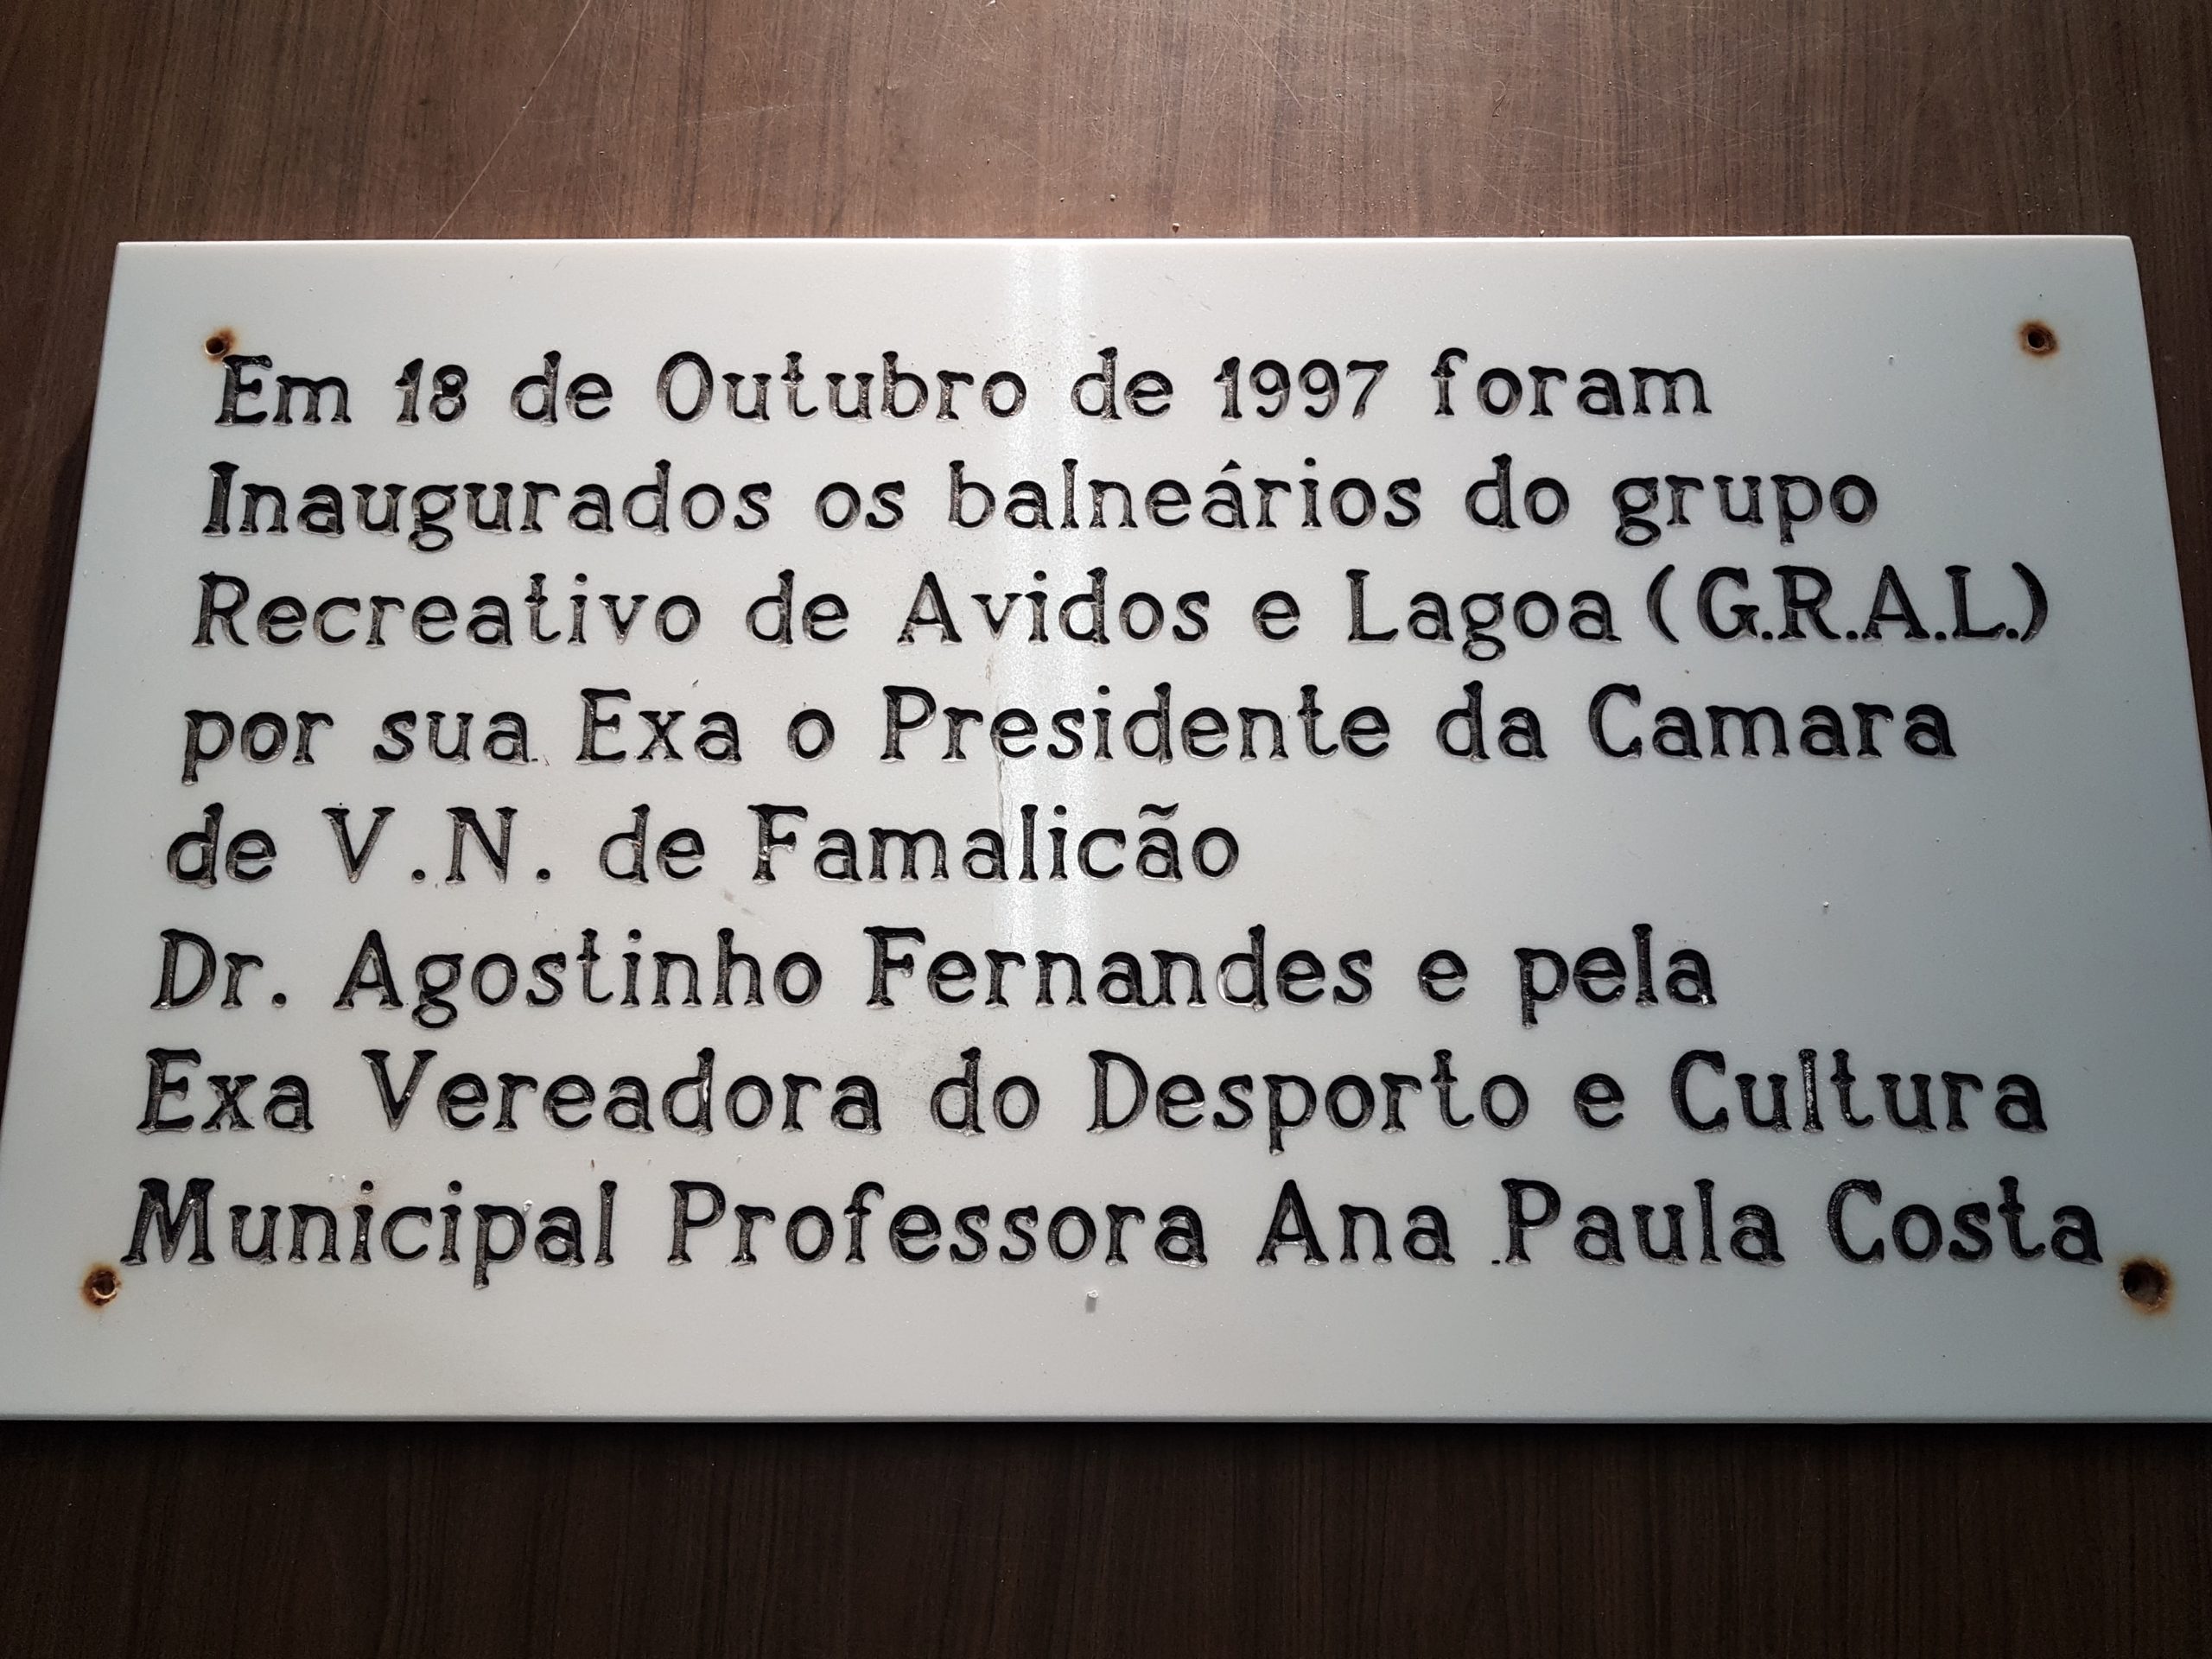 Em 18 de Outubro de 1997 foram
Inaugurados os balneários do grupo
Recreativo de Avidos e Lagoa (G.R.A.L.)
por sua Exa o Presidente da Camara
de V.N. de Famalicão
Dr. Agostinho Fernandes e pela
Exa Vereadora do Desporto e Cultura
Municipal Professora Ana Paula Costa